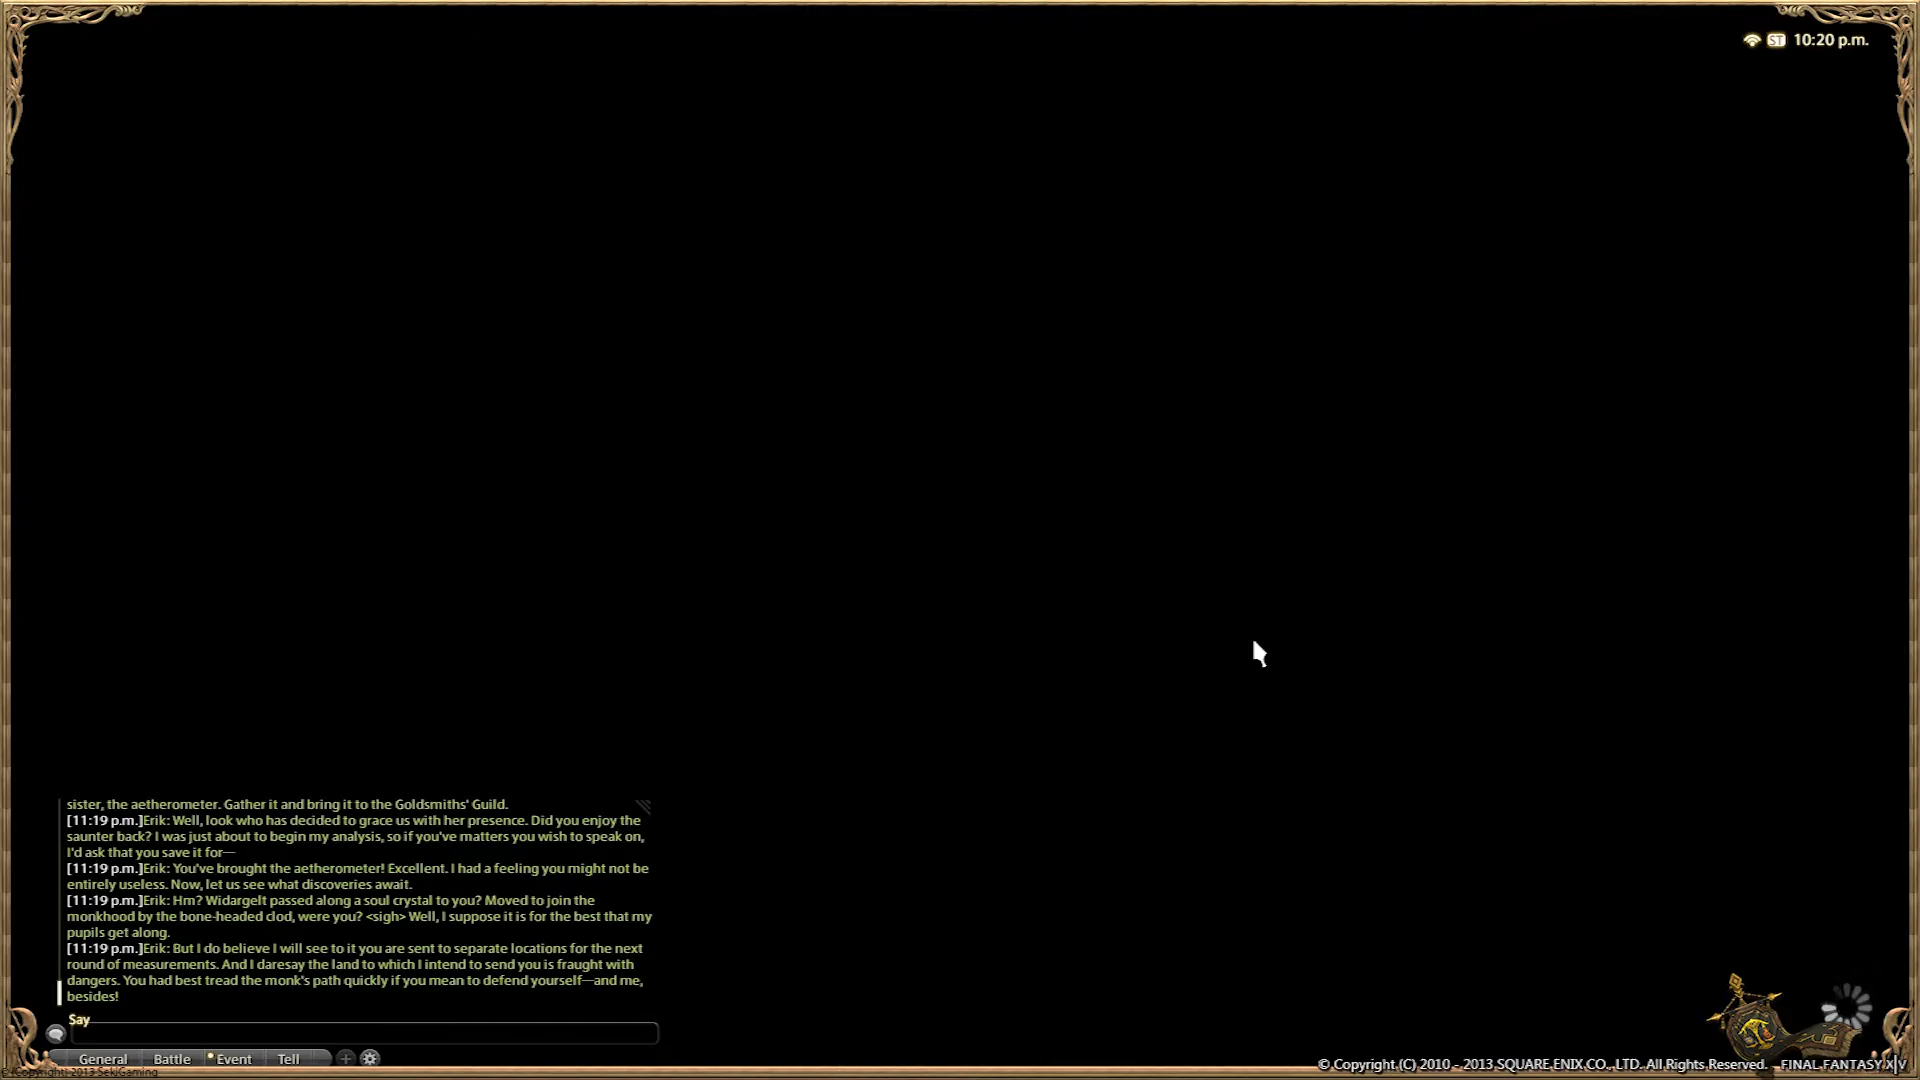 ST 10:20 p.m.
sister, the aetherometer. Gather it and bring it to the Goldsmiths' Guild.
[11:19 p.m.]Erik: Well, look who has decided to grace us with her presence. Did you enjoy the
saunter back? I was just about to begin my analysis, so if you've matters you wish to speak on,
I'd ask that you save it for—
[11:19 p.m.]Erik: You've brought the aetherometer! Excellent. I had a feeling you might not be
entirely useless. Now, let us see what discoveries await.
[11:19 p.m.]Erik: Hm? Widargelt passed along a soul crystal to you? Moved to join the
monkhood by the bone-headed clod, were you? <sigh> Well, I suppose it is for the best that my
pupils get along.
[11:19 p.m.]Erik: But I do believe I will see to it you are sent to separate locations for the next
round of measurements. And I daresay the land to which I intend to send you is fraught with
dangers. You had best tread the monk's path quickly if you mean to defend yourself—and me,
besides!
Say
General Battle Event Tell
© (Copyright) 2013 SekiGaming
© Copyright (C) 2010 - 2013 SQUARE ENIX CO., LTD. All Rights Reserved. - FINAL FANTASY XIV